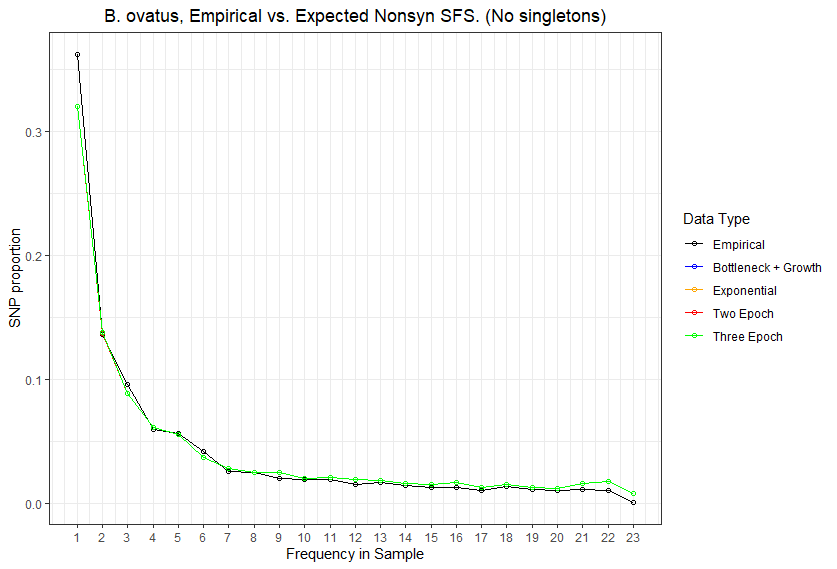 B. ovatus, Empirical vs. Expected Nonsyn SFS. (No singletons)
SNP proportion
0.3
0.2
0.1
0.0
1 2 3 4 5 6 7 8 9 10 11 12 13 14 15 16 17 18 19 20 21 22 23
Frequency in Sample
Data Type
Empirical
Bottleneck + Growth
Exponential
Two Epoch
Three Epoch